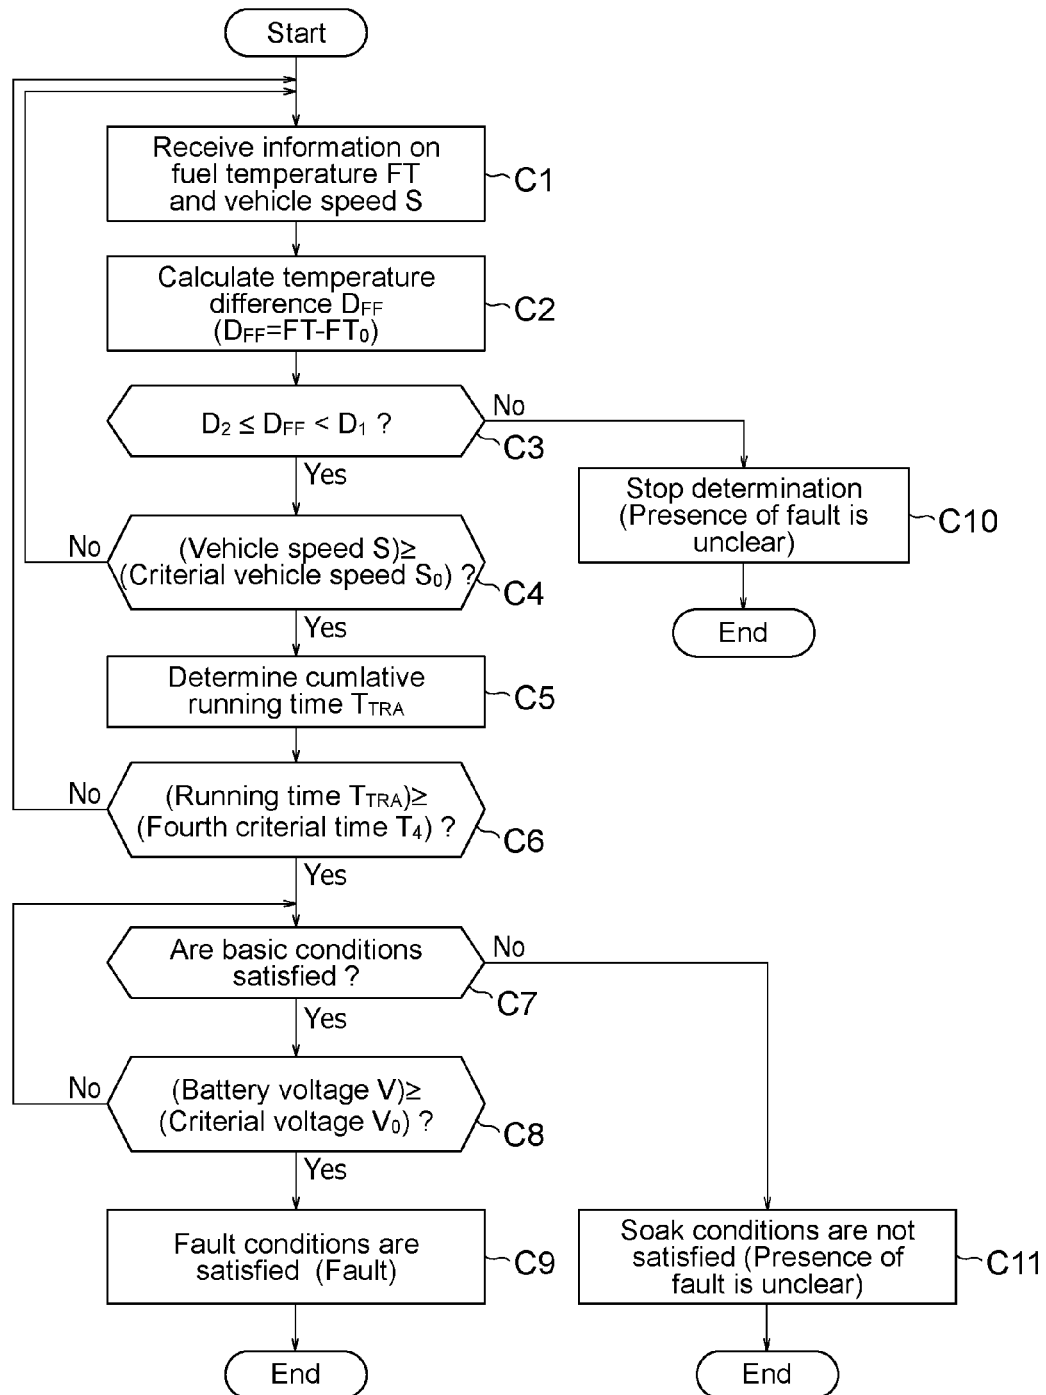 Start
Receive information on
fuel temperature FT
and vehicle speed S
C1
Calculate temperature
difference DFF
(DFF=FT-FT0)
C2
D2 ≤ DFF < D1 ?
No
C3
Yes
Stop determination
(Presence of fault is
unclear)
C10
End
No
(Vehicle speed S)≥
(Criterial vehicle speed S0) ?
C4
Yes
Determine cumlative
running time TTRA
C5
No
(Running time TTRA)≥
(Fourth criterial time T4) ?
C6
Yes
Are basic conditions
satisfied ?
No
C7
Yes
No
(Battery voltage V)≥
(Criterial voltage V0) ?
C8
Yes
Fault conditions are
satisfied (Fault)
C9
Soak conditions are not
satisfied (Presence of
fault is unclear)
C11
End
End